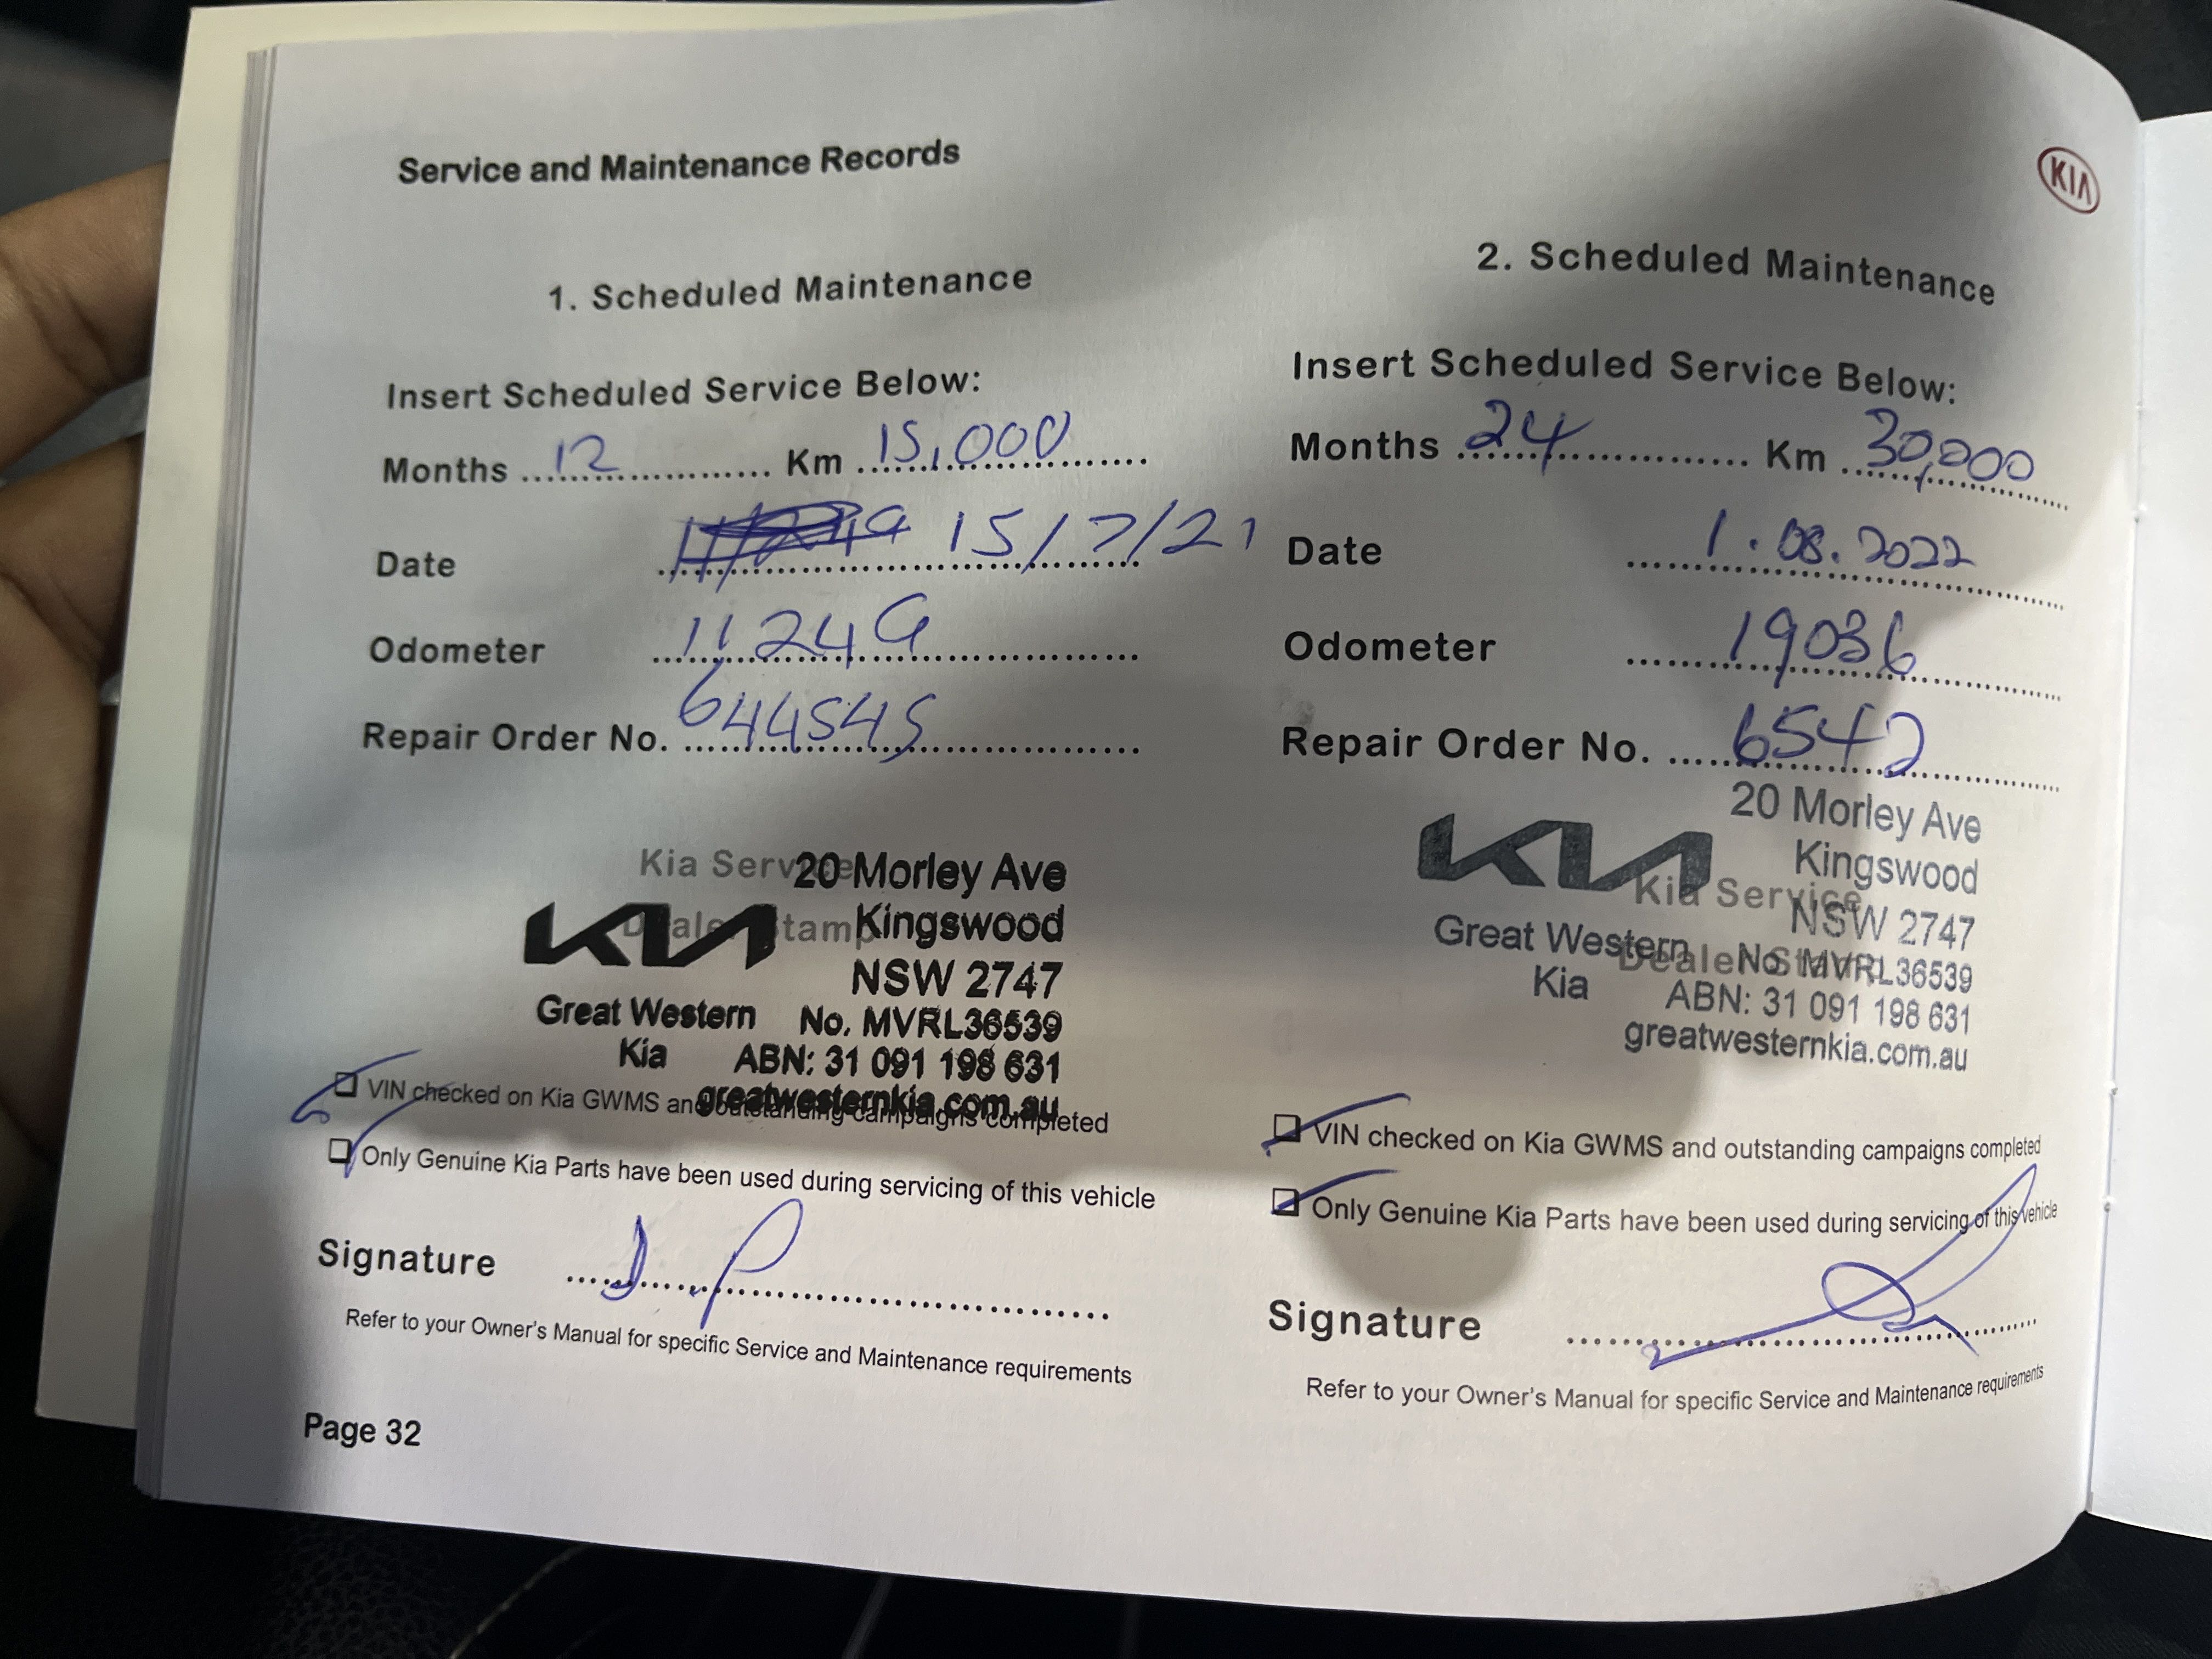 Service and Maintenance Records
KIA
1. Scheduled Maintenance
Insert Scheduled Service Below:
Months 12 Km 15,000
Date 15/7/21
Odometer 11249
Repair Order No. 644545
Kia Service
Dealer Stamp
20 Morley Ave
Kingswood
KIA
NSW 2747
Great Western
Kia
No. MVRL36539
ABN: 31 091 198 631
greatwesternkia.com.au
VIN checked on Kia GWMS and outstanding campaigns completed
Only Genuine Kia Parts have been used during servicing of this vehicle
Signature
Refer to your Owner's Manual for specific Service and Maintenance requirements
Page 32
2. Scheduled Maintenance
Insert Scheduled Service Below:
Months 24 Km 30,000
Date 1.08.2022
Odometer 19036
Repair Order No. 6542
20 Morley Ave
Kingswood
KIA
Kia Service
NSW 2747
Great Western
Kia
Dealer Stamp
No. MVRL36539
ABN: 31 091 198 631
greatwesternkia.com.au
VIN checked on Kia GWMS and outstanding campaigns completed
Only Genuine Kia Parts have been used during servicing of this vehicle
Signature
Refer to your Owner's Manual for specific Service and Maintenance requirements